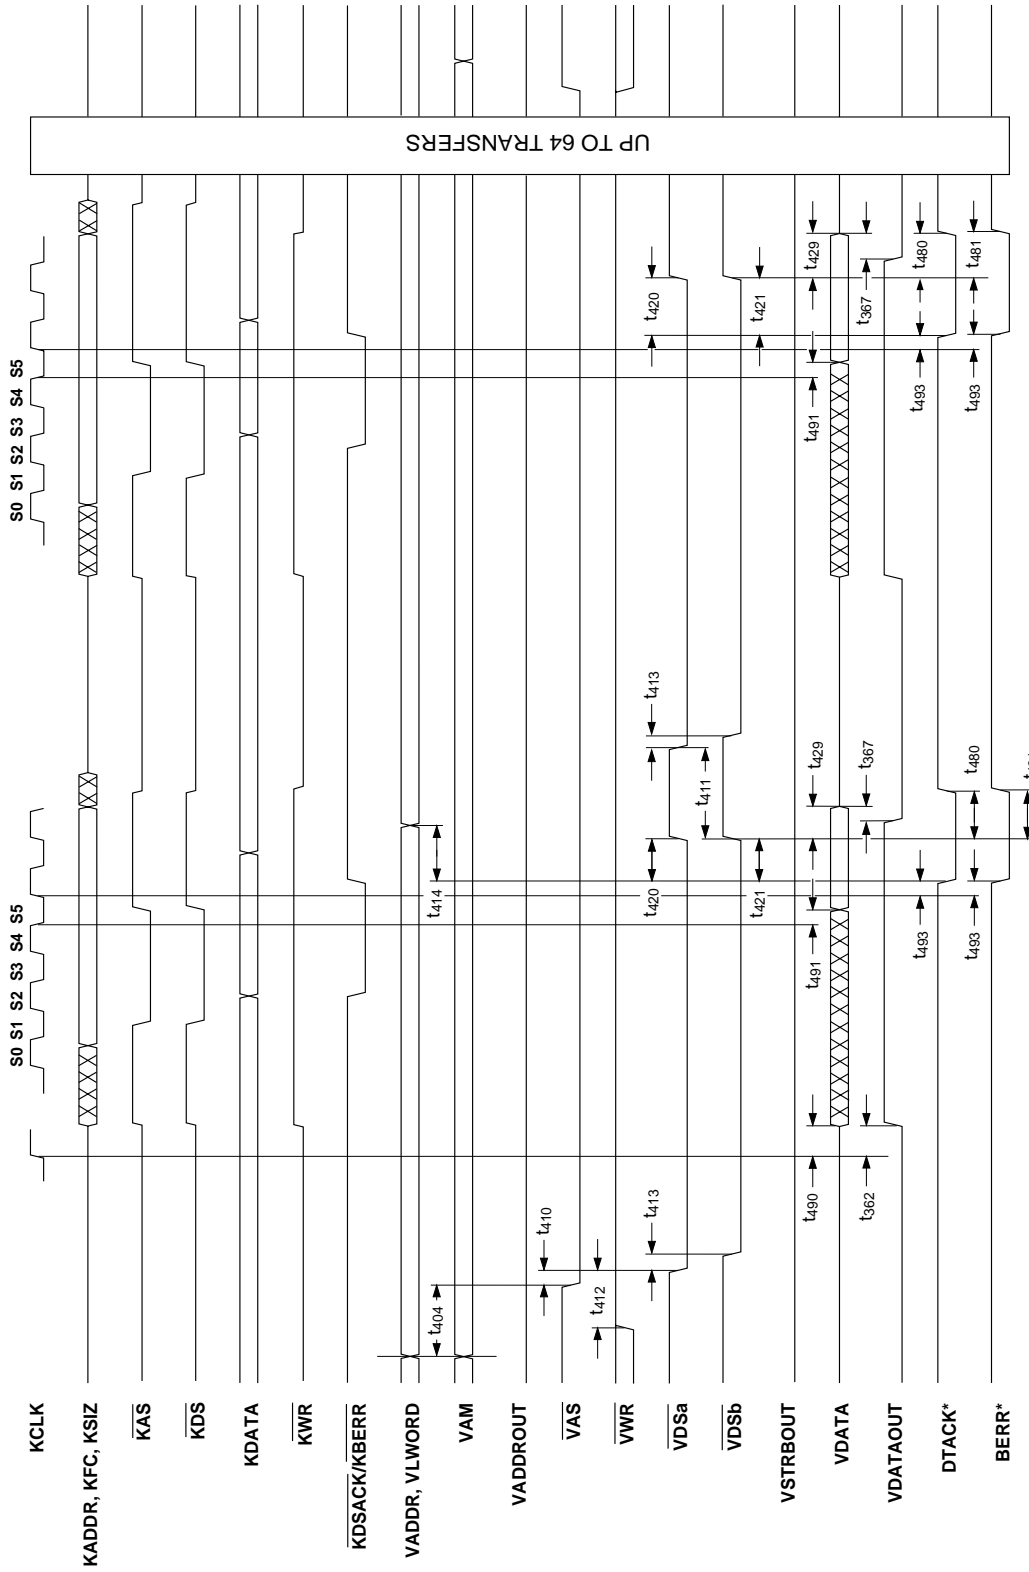 S0 S1 S2 S3 S4 S5 S0 S1 S2 S3 S4 S5
KCLK
KADDR, KFC, KSIZ
KAS
KDS
KDATA
KWR
KDSACK/KBERR
UP TO 64 TRANSFERS
VADDR, VLWORD
t404 t414
VAM
VADDROUT
t410
VAS
t412
VWR
t413 t420 t413 t420
VDSa
t411
VDSb
t421 t421
VSTRBOUT
t490 t491 t429 t491 t429
VDATA
t362 t367 t367
VDATAOUT
t493 t493 t480
DTACK*
t493 t480 t493 t481
BERR*